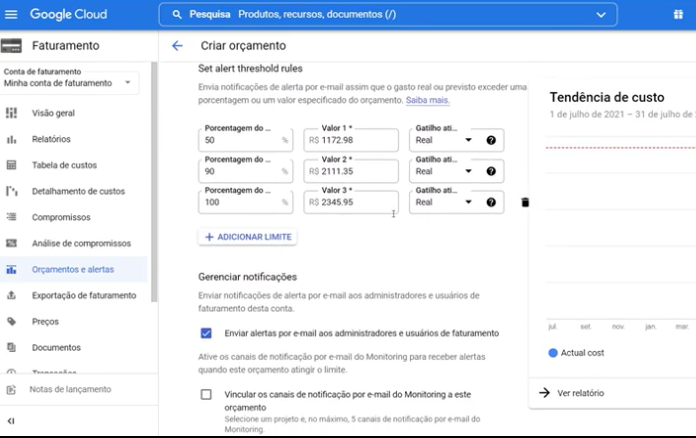 Google Cloud
Pesquisa Produtos, recursos, documentos (/)
Faturamento
Criar orçamento
Conta de faturamento
Minha conta de faturamento
Visão geral
Relatórios
Tabela de custos
Detalhamento de custos
Compromissos
Análise de compromissos
Orçamentos e alertas
Exportação de faturamento
Preços
Documentos
Notas de lançamento
Set alert threshold rules
Envia notificações de alerta por e-mail assim que o gasto real ou previsto exceder uma
porcentagem ou um valor especificado do orçamento. Saiba mais.
Porcentagem do ... Valor 1 * Gatilho ati...
50 % R$ 1172.98 Real
Porcentagem do ... Valor 2 * Gatilho ati...
90 % R$ 2111.35 Real
Porcentagem do ... Valor 3 * Gatilho ati...
100 % R$ 2345.95 Real
+ ADICIONAR LIMITE
Gerenciar notificações
Enviar notificações de alerta por e-mail aos administradores e usuários de
faturamento desta conta.
Enviar alertas por e-mail aos administradores e usuários de faturamento
Ative os canais de notificação por e-mail do Monitoring para receber alertas
quando este orçamento atingir o limite.
Vincular os canais de notificação por e-mail do Monitoring a este
orçamento
Selecione um projeto e, no máximo, 5 canais de notificação por e-mail do
Monitoring.
Tendência de custo
1 de julho de 2021 – 31 de julho de
jul. set. nov. jan. mar.
Actual cost
Ver relatório